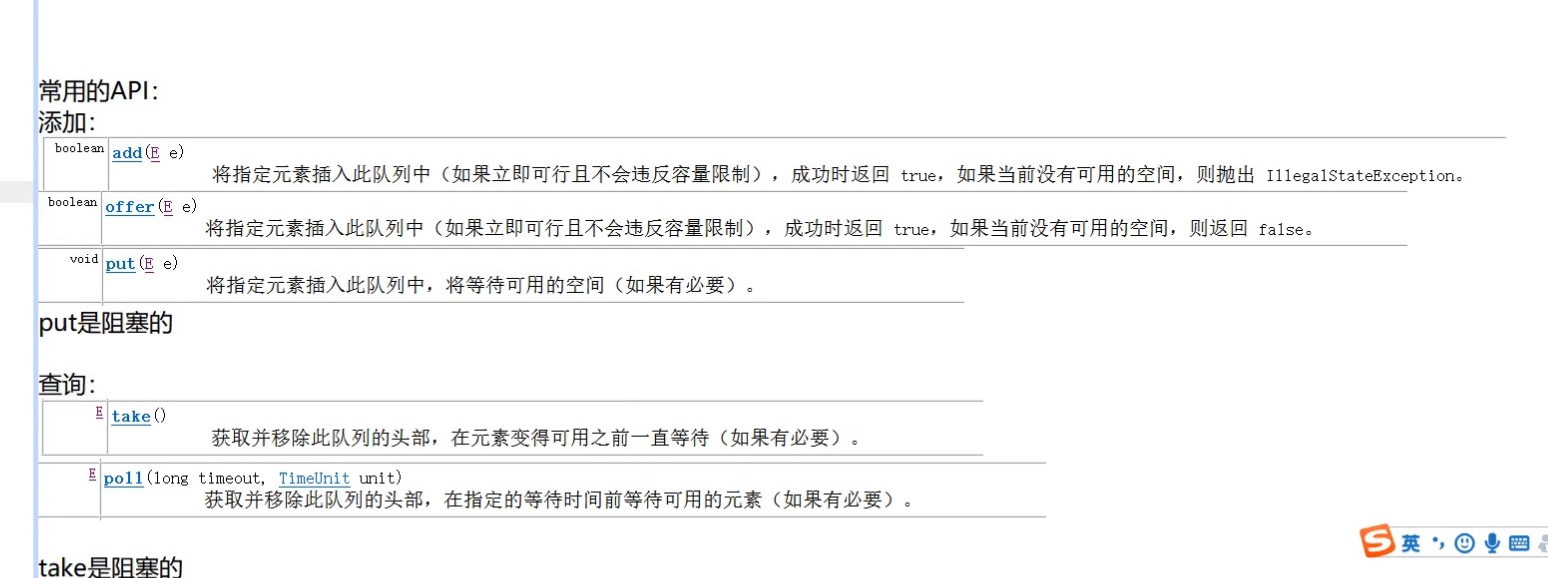 常用的API：
添加：
boolean add(E e)
将指定元素插入此队列中（如果立即可行且不会违反容量限制），成功时返回 true，如果当前没有可用的空间，则抛出 IllegalStateException。
boolean offer(E e)
将指定元素插入此队列中（如果立即可行且不会违反容量限制），成功时返回 true，如果当前没有可用的空间，则返回 false。
void put(E e)
将指定元素插入此队列中，将等待可用的空间（如果有必要）。
put是阻塞的
查询：
E take()
获取并移除此队列的头部，在元素变得可用之前一直等待（如果有必要）。
E poll(long timeout, TimeUnit unit)
获取并移除此队列的头部，在指定的等待时间前等待可用的元素（如果有必要）。
S 英
take是阻塞的